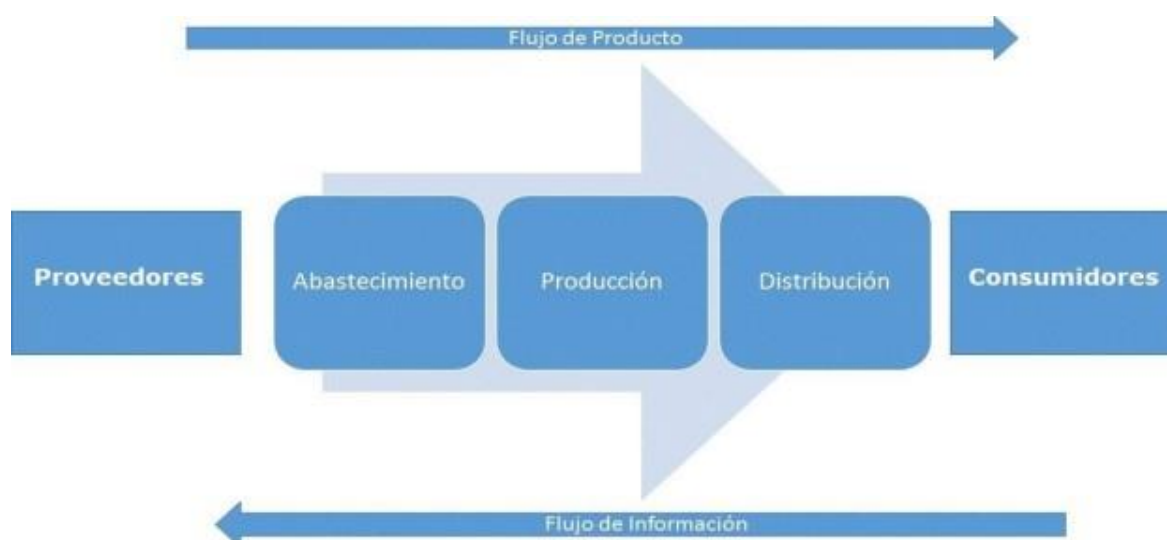 Flujo de Producto
Proveedores
Abastecimiento
Producción
Distribución
Consumidores
Flujo de Información